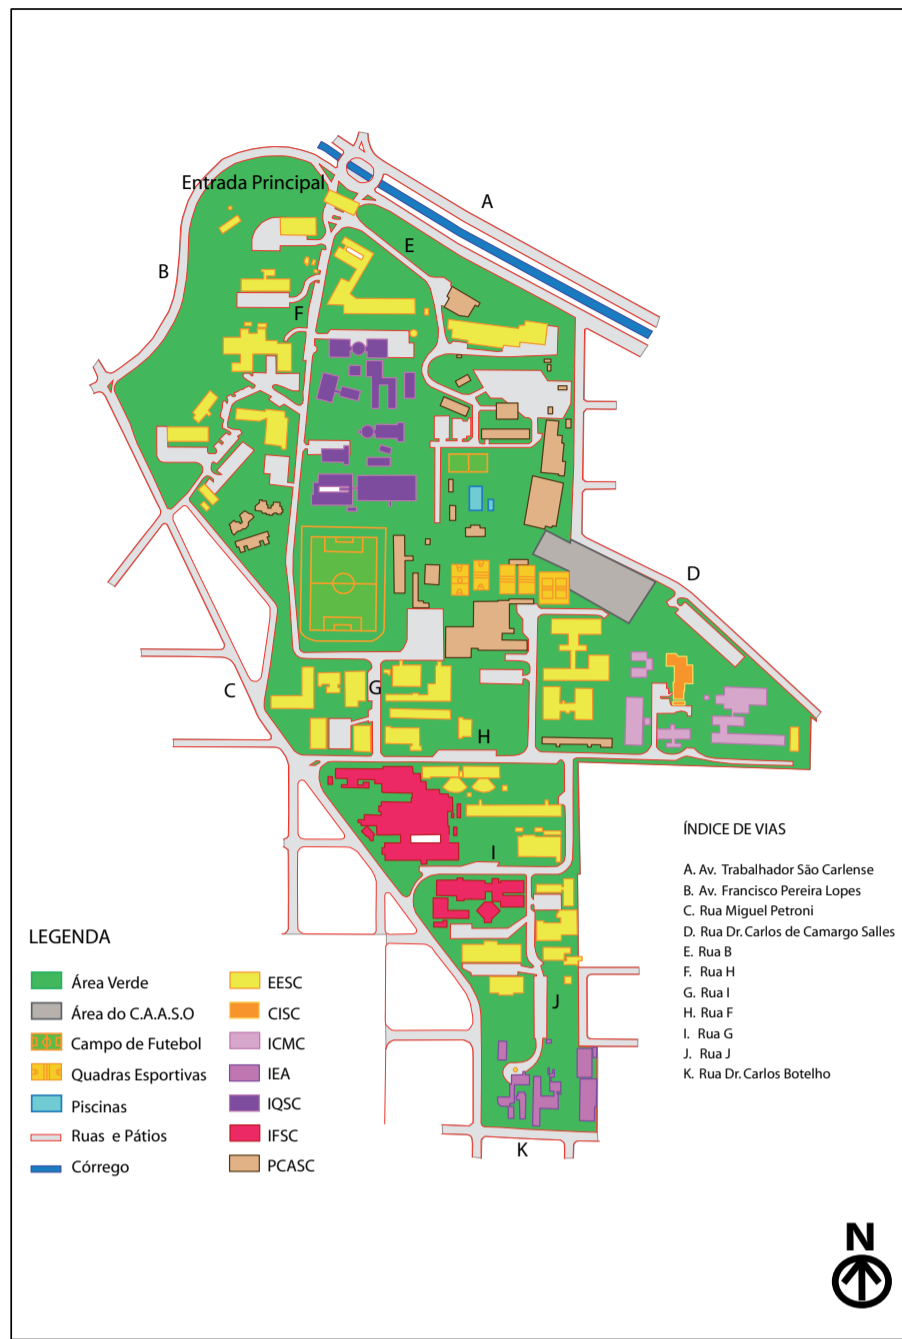 A
Entrada Principal
E
B
F
D
C
G
H
I
J
K
ÍNDICE DE VIAS
A. Av. Trabalhador São Carlense
B. Av. Francisco Pereira Lopes
C. Rua Miguel Petroni
D. Rua Dr. Carlos de Camargo Salles
E. Rua B
F. Rua H
G. Rua I
H. Rua F
I. Rua G
J. Rua J
K. Rua Dr. Carlos Botelho
LEGENDA
Área Verde
Área do C.A.A.S.O
Campo de Futebol
Quadras Esportivas
Piscinas
Ruas e Pátios
Córrego
EESC
CISC
ICMC
IEA
IQSC
IFSC
PCASC
N